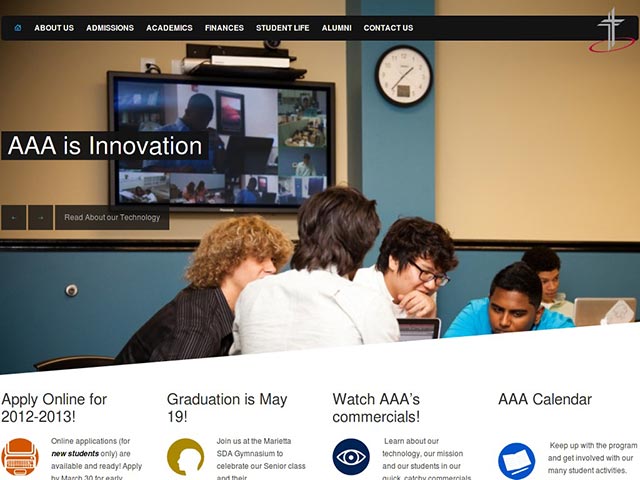 ABOUT US ADMISSIONS ACADEMICS FINANCES STUDENT LIFE ALUMNI CONTACT US
AAA is Innovation
← → Read About our Technology
Apply Online for
2012-2013!
Online applications (for
new students only) are
available and ready! Apply
by March 30 for early
Graduation is May
19!
Join us at the Marietta
SDA Gymnasium to
celebrate our Senior class
and their
Watch AAA's
commercials!
Learn about our
technology, our mission
and our students in our
quick, catchy commercials
AAA Calendar
Keep up with the program
and get involved with our
many student activities.